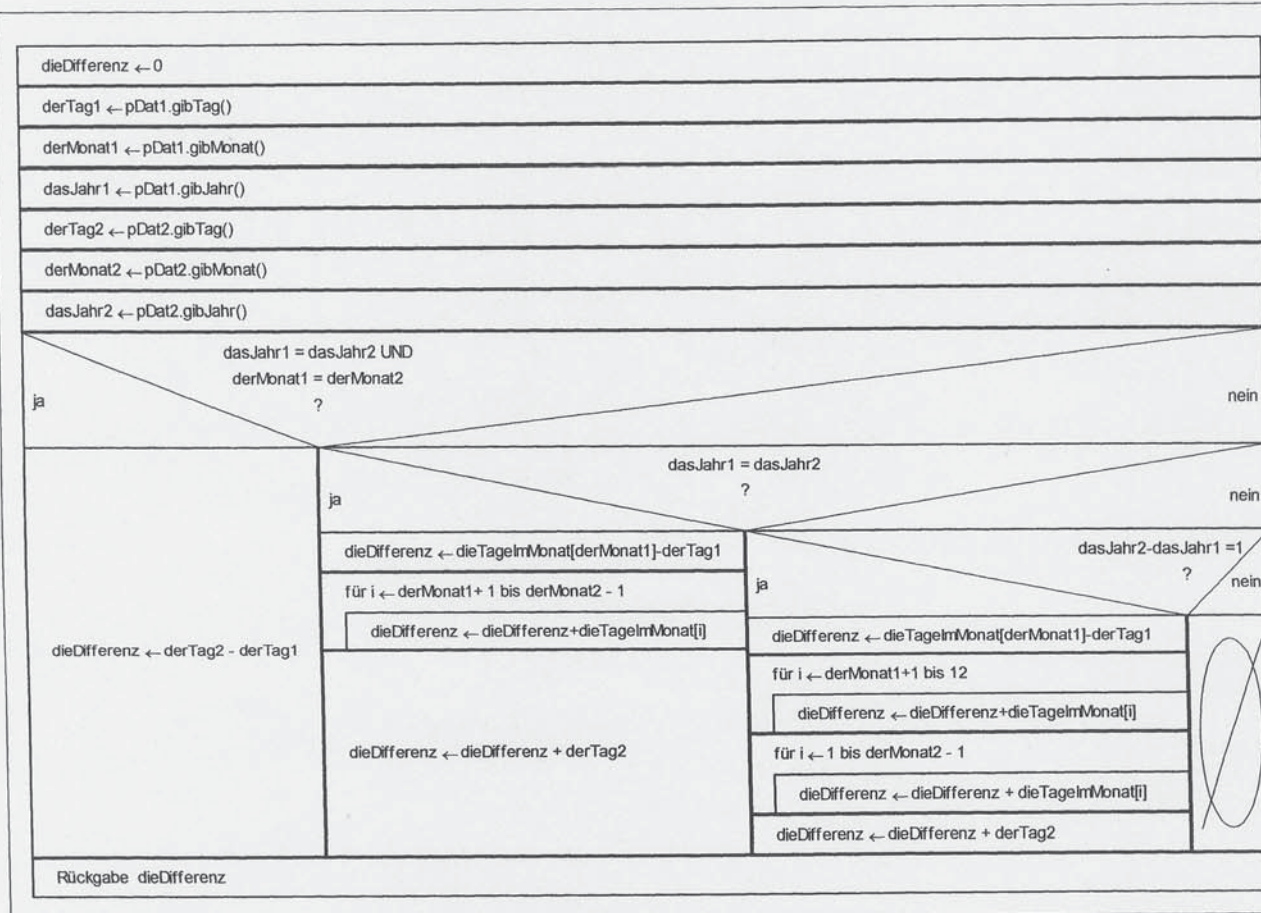 dieDifferenz ← 0
derTag1 ← pDat1.gibTag()
derMonat1 ← pDat1.gibMonat()
dasJahr1 ← pDat1.gibJahr()
derTag2 ← pDat2.gibTag()
derMonat2 ← pDat2.gibMonat()
dasJahr2 ← pDat2.gibJahr()
dasJahr1 = dasJahr2 UND
derMonat1 = derMonat2
?
ja
nein
dieDifferenz ← derTag2 - derTag1
dasJahr1 = dasJahr2
?
ja
nein
dieDifferenz ← dieTageImMonat[derMonat1]-derTag1
für i ← derMonat1+ 1 bis derMonat2 - 1
dieDifferenz ← dieDifferenz+dieTageImMonat[i]
dieDifferenz ← dieDifferenz + derTag2
dasJahr2-dasJahr1 =1
?
ja
nein
dieDifferenz ← dieTageImMonat[derMonat1]-derTag1
für i ← derMonat1+1 bis 12
dieDifferenz ← dieDifferenz+dieTageImMonat[i]
für i ← 1 bis derMonat2 - 1
dieDifferenz ← dieDifferenz + dieTageImMonat[i]
dieDifferenz ← dieDifferenz + derTag2
Rückgabe dieDifferenz